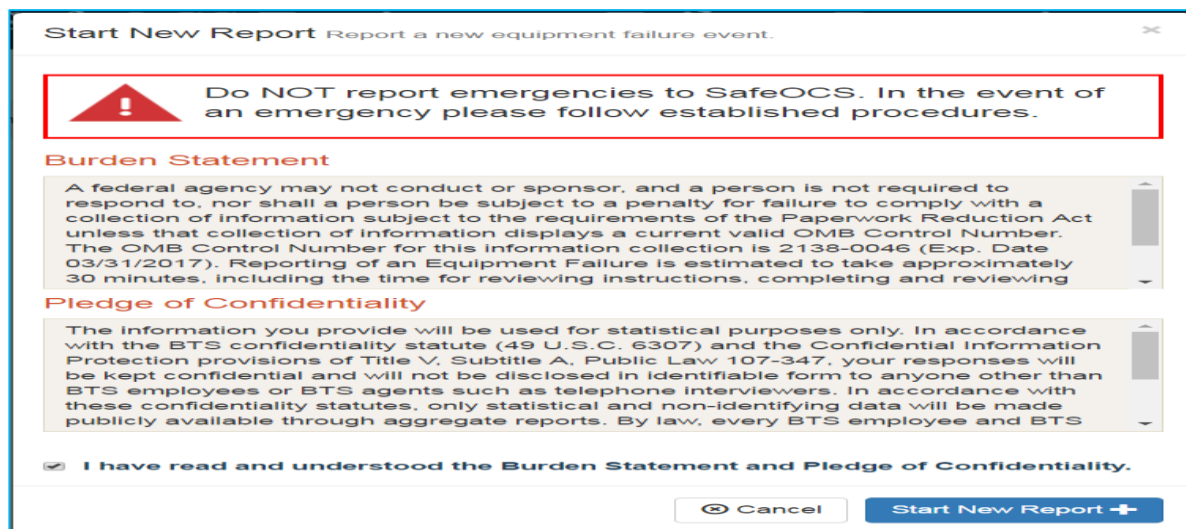 Start New Report Report a new equipment failure event.
Do NOT report emergencies to SafeOCS. In the event of
an emergency please follow established procedures.
Burden Statement
A federal agency may not conduct or sponsor, and a person is not required to
respond to, nor shall a person be subject to a penalty for failure to comply with a
collection of information subject to the requirements of the Paperwork Reduction Act
unless that collection of information displays a current valid OMB Control Number.
The OMB Control Number for this information collection is 2138-0046 (Exp. Date
03/31/2017). Reporting of an Equipment Failure is estimated to take approximately
30 minutes, including the time for reviewing instructions, completing and reviewing
Pledge of Confidentiality
The information you provide will be used for statistical purposes only. In accordance
with the BTS confidentiality statute (49 U.S.C. 6307) and the Confidential Information
Protection provisions of Title V, Subtitle A, Public Law 107-347, your responses will
be kept confidential and will not be disclosed in identifiable form to anyone other than
BTS employees or BTS agents such as telephone interviewers. In accordance with
these confidentiality statutes, only statistical and non-identifying data will be made
publicly available through aggregate reports. By law, every BTS employee and BTS
I have read and understood the Burden Statement and Pledge of Confidentiality.
Cancel Start New Report